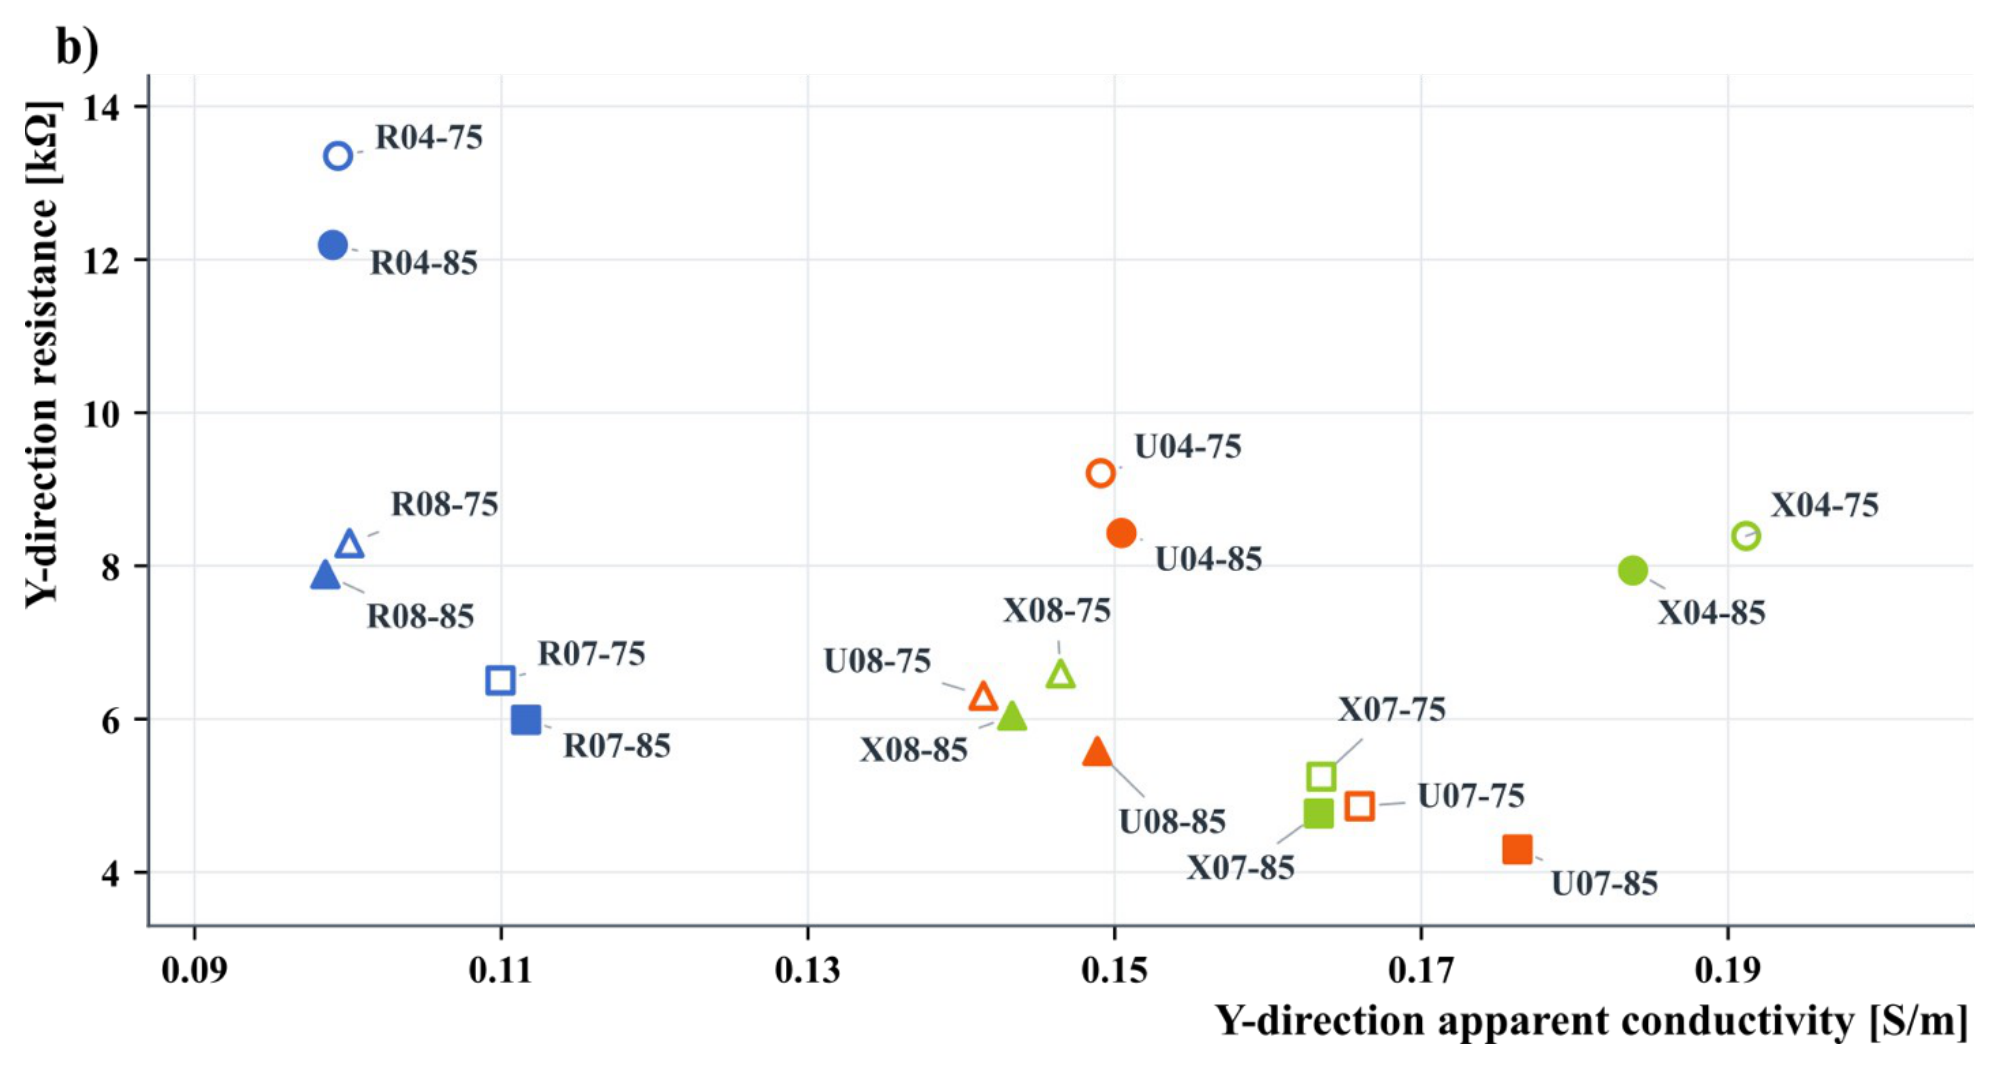 b)
Y-direction resistance [kΩ]
14
12
10
8
6
4
R04-75
R04-85
U04-75
R08-75
X04-75
U04-85
X08-75
X04-85
R08-85
R07-75
U08-75
X07-75
R07-85
X08-85
U07-75
U08-85
X07-85
U07-85
0.09
0.11
0.13
0.15
0.17
0.19
Y-direction apparent conductivity [S/m]